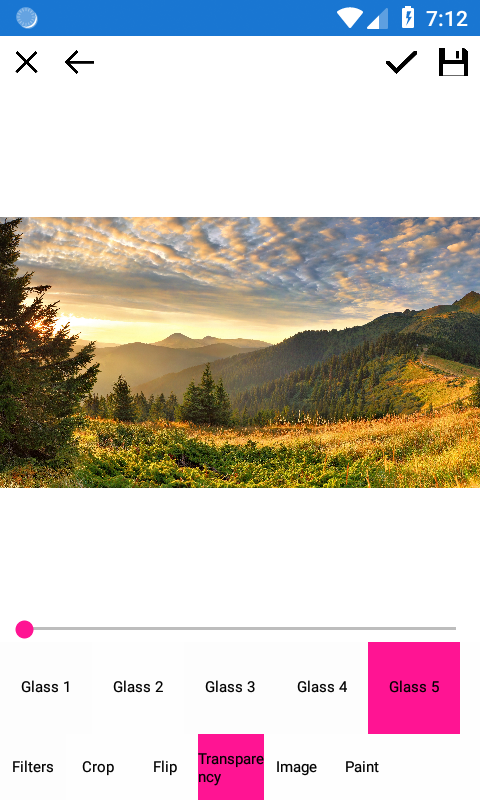 7:12
Glass 1
Glass 2
Glass 3
Glass 4
Glass 5
Filters
Crop
Flip
Transpare
ncy
Image
Paint